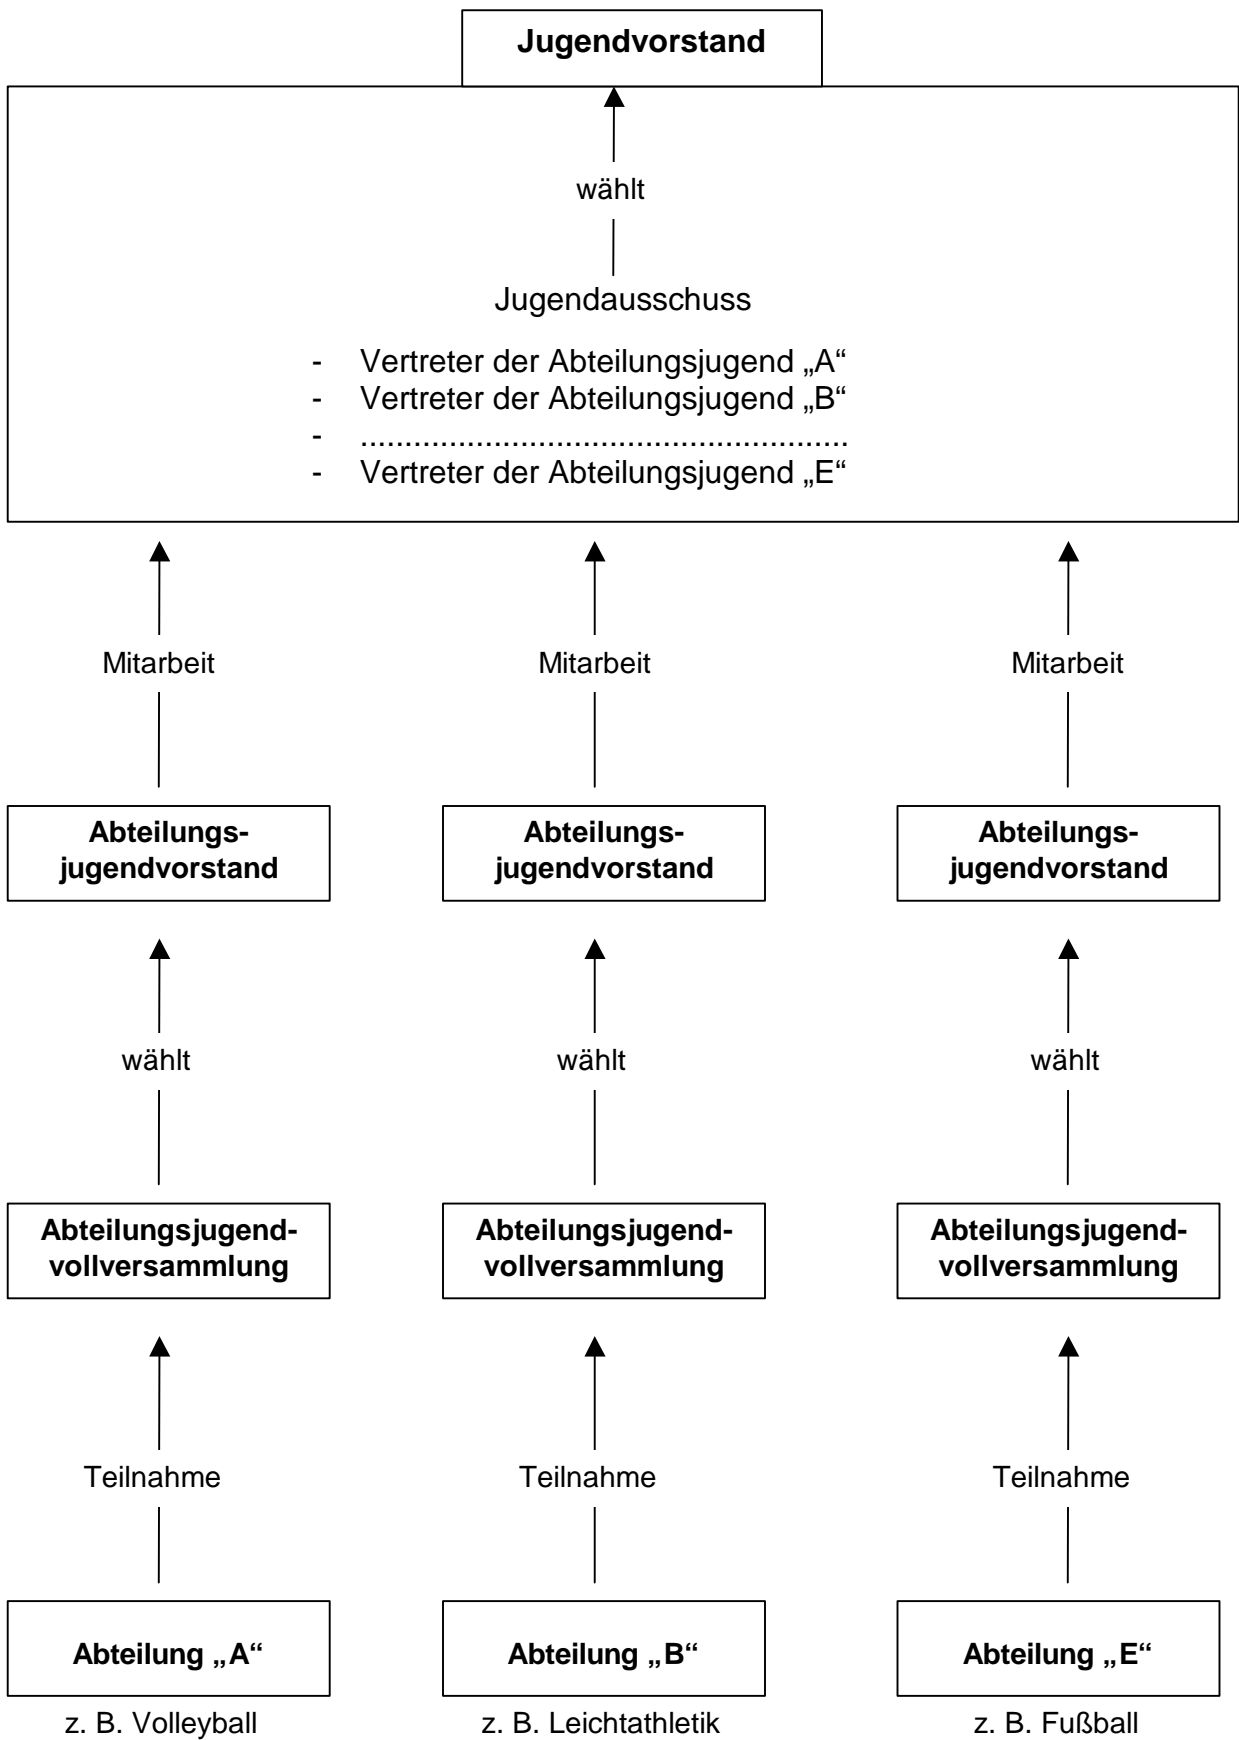 Jugendvorstand
wählt
Jugendausschuss
- Vertreter der Abteilungsjugend „A“
- Vertreter der Abteilungsjugend „B“
- .......................................................
- Vertreter der Abteilungsjugend „E“
Mitarbeit Mitarbeit Mitarbeit
Abteilungs- Abteilungs- Abteilungs-
jugendvorstand jugendvorstand jugendvorstand
wählt wählt wählt
Abteilungsjugend- Abteilungsjugend- Abteilungsjugend-
vollversammlung vollversammlung vollversammlung
Teilnahme Teilnahme Teilnahme
Abteilung „A“ Abteilung „B“ Abteilung „E“
z. B. Volleyball z. B. Leichtathletik z. B. Fußball